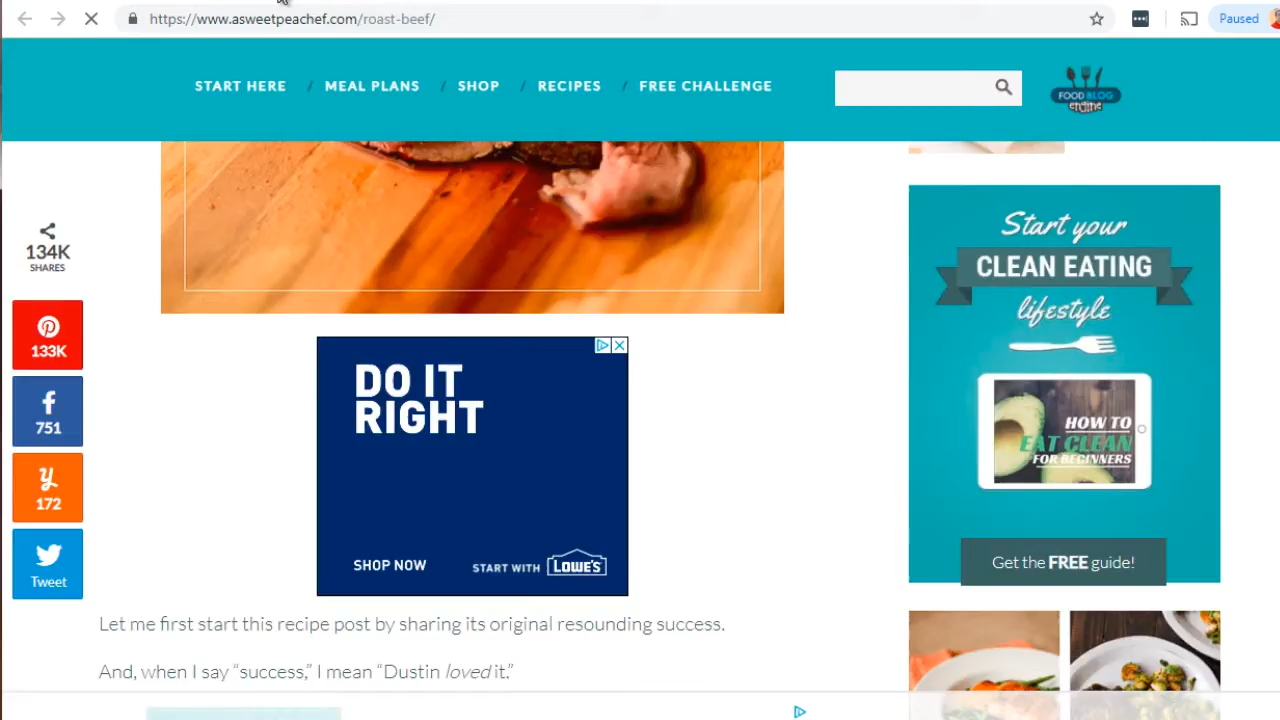 https://www.asweetpeachef.com/roast-beef/
Paused
START HERE / MEAL PLANS / SHOP / RECIPES / FREE CHALLENGE
FOOD BLOG
engine
134K
SHARES
133K
751
172
Tweet
DO IT
RIGHT
SHOP NOW
START WITH LOWE'S
Let me first start this recipe post by sharing its original resounding success.
And, when I say “success,” I mean “Dustin loved it.”
Start your
CLEAN EATING
lifestyle
HOW TO
EAT CLEAN
FOR BEGINNERS
Get the FREE guide!